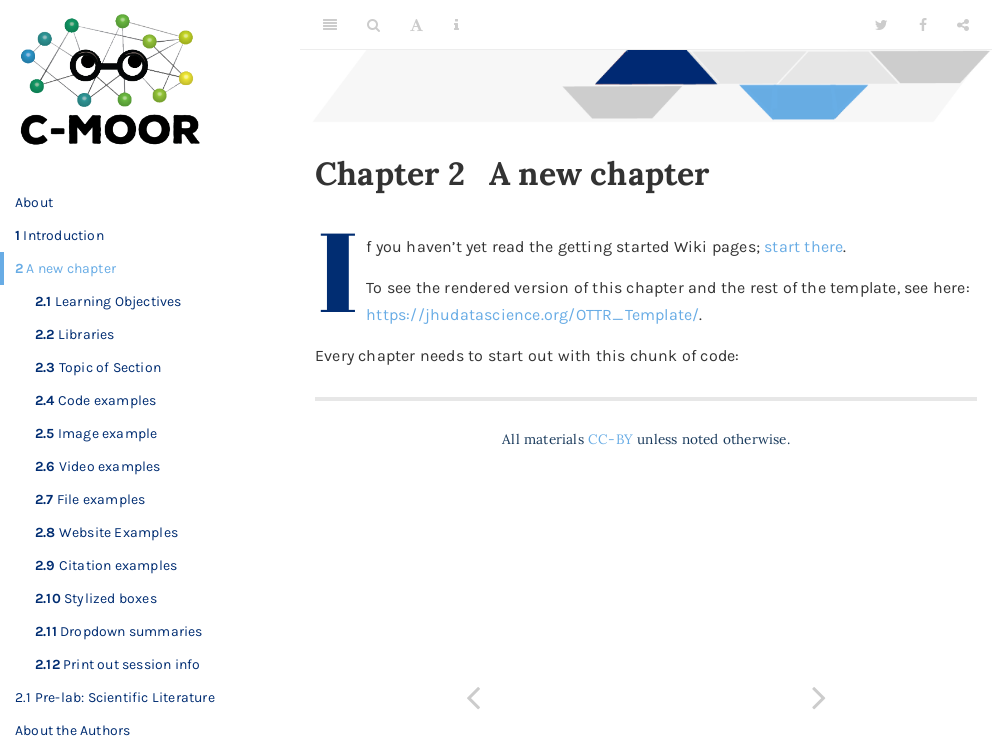 C-MOOR
About
1 Introduction
2 A new chapter
2.1 Learning Objectives
2.2 Libraries
2.3 Topic of Section
2.4 Code examples
2.5 Image example
2.6 Video examples
2.7 File examples
2.8 Website Examples
2.9 Citation examples
2.10 Stylized boxes
2.11 Dropdown summaries
2.12 Print out session info
2.1 Pre-lab: Scientific Literature
About the Authors
A
Chapter 2 A new chapter
If you haven’t yet read the getting started Wiki pages; start there.
To see the rendered version of this chapter and the rest of the template, see here:
https://jhudatascience.org/OTTR_Template/.
Every chapter needs to start out with this chunk of code:
All materials CC-BY unless noted otherwise.